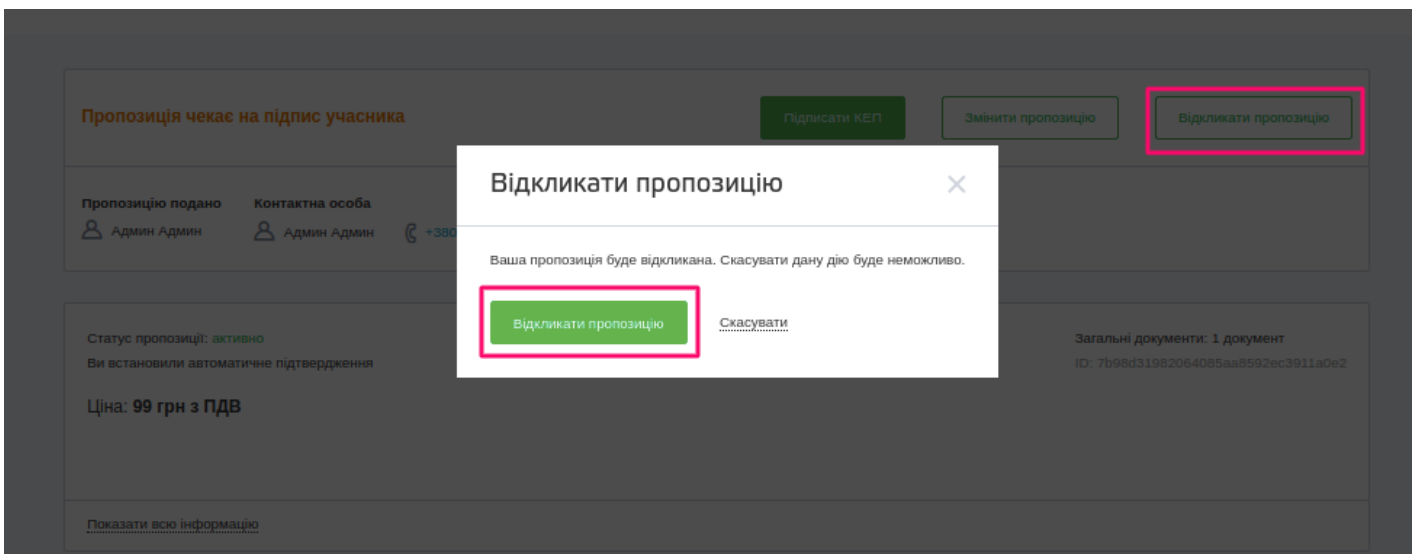 Пропозиція чекає на підпис учасника
Підписати КЕП
Змінити пропозицію
Відкликати пропозицію
Пропозицію подано
Контактна особа
Админ Админ
Админ Админ
+380
Відкликати пропозицію
Ваша пропозиція буде відкликана. Скасувати дану дію буде неможливо.
Відкликати пропозицію
Скасувати
Статус пропозиції: активно
Ви встановили автоматичне підтвердження
Ціна: 99 грн з ПДВ
Загальні документи: 1 документ
ID: 7b98d31982064085aa8592ec3911a0e2
Показати всю інформацію